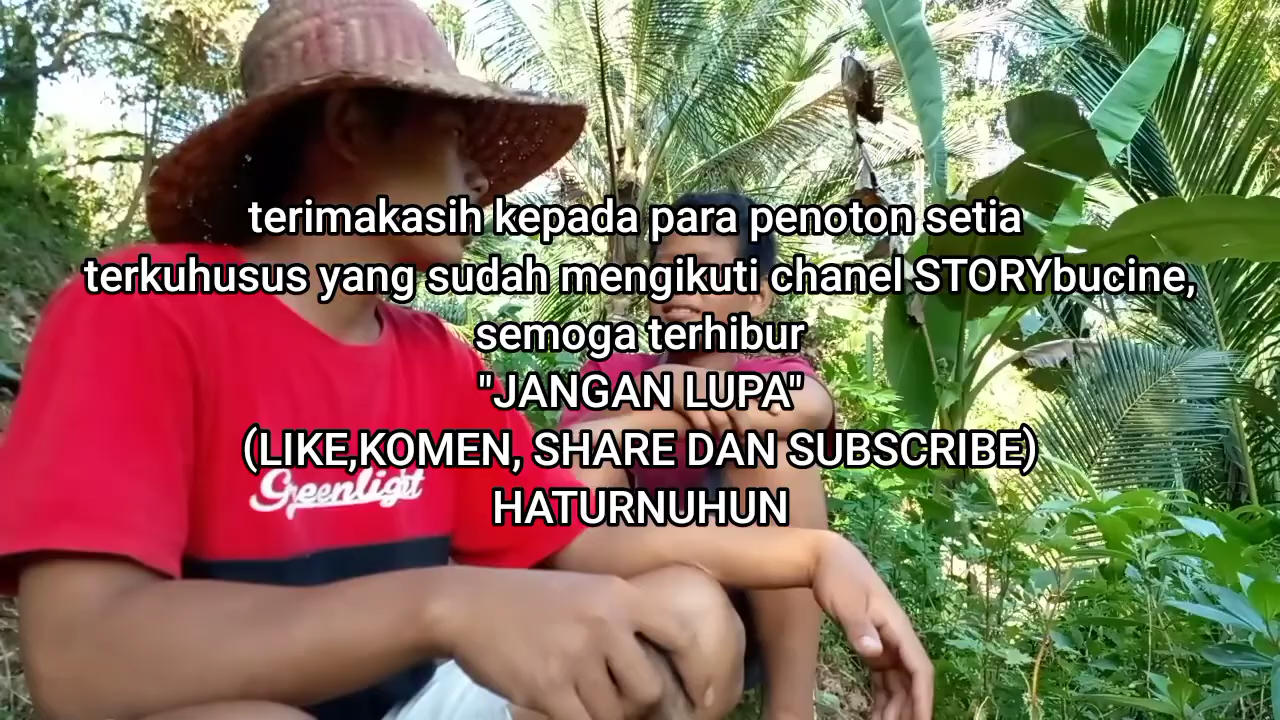 terimakasih kepada para penoton setia
terkuhusus yang sudah mengikuti chanel STORYbucine,
semoga terhibur
"JANGAN LUPA"
(LIKE,KOMEN, SHARE DAN SUBSCRIBE)
Greenlight
HATURNUHUN